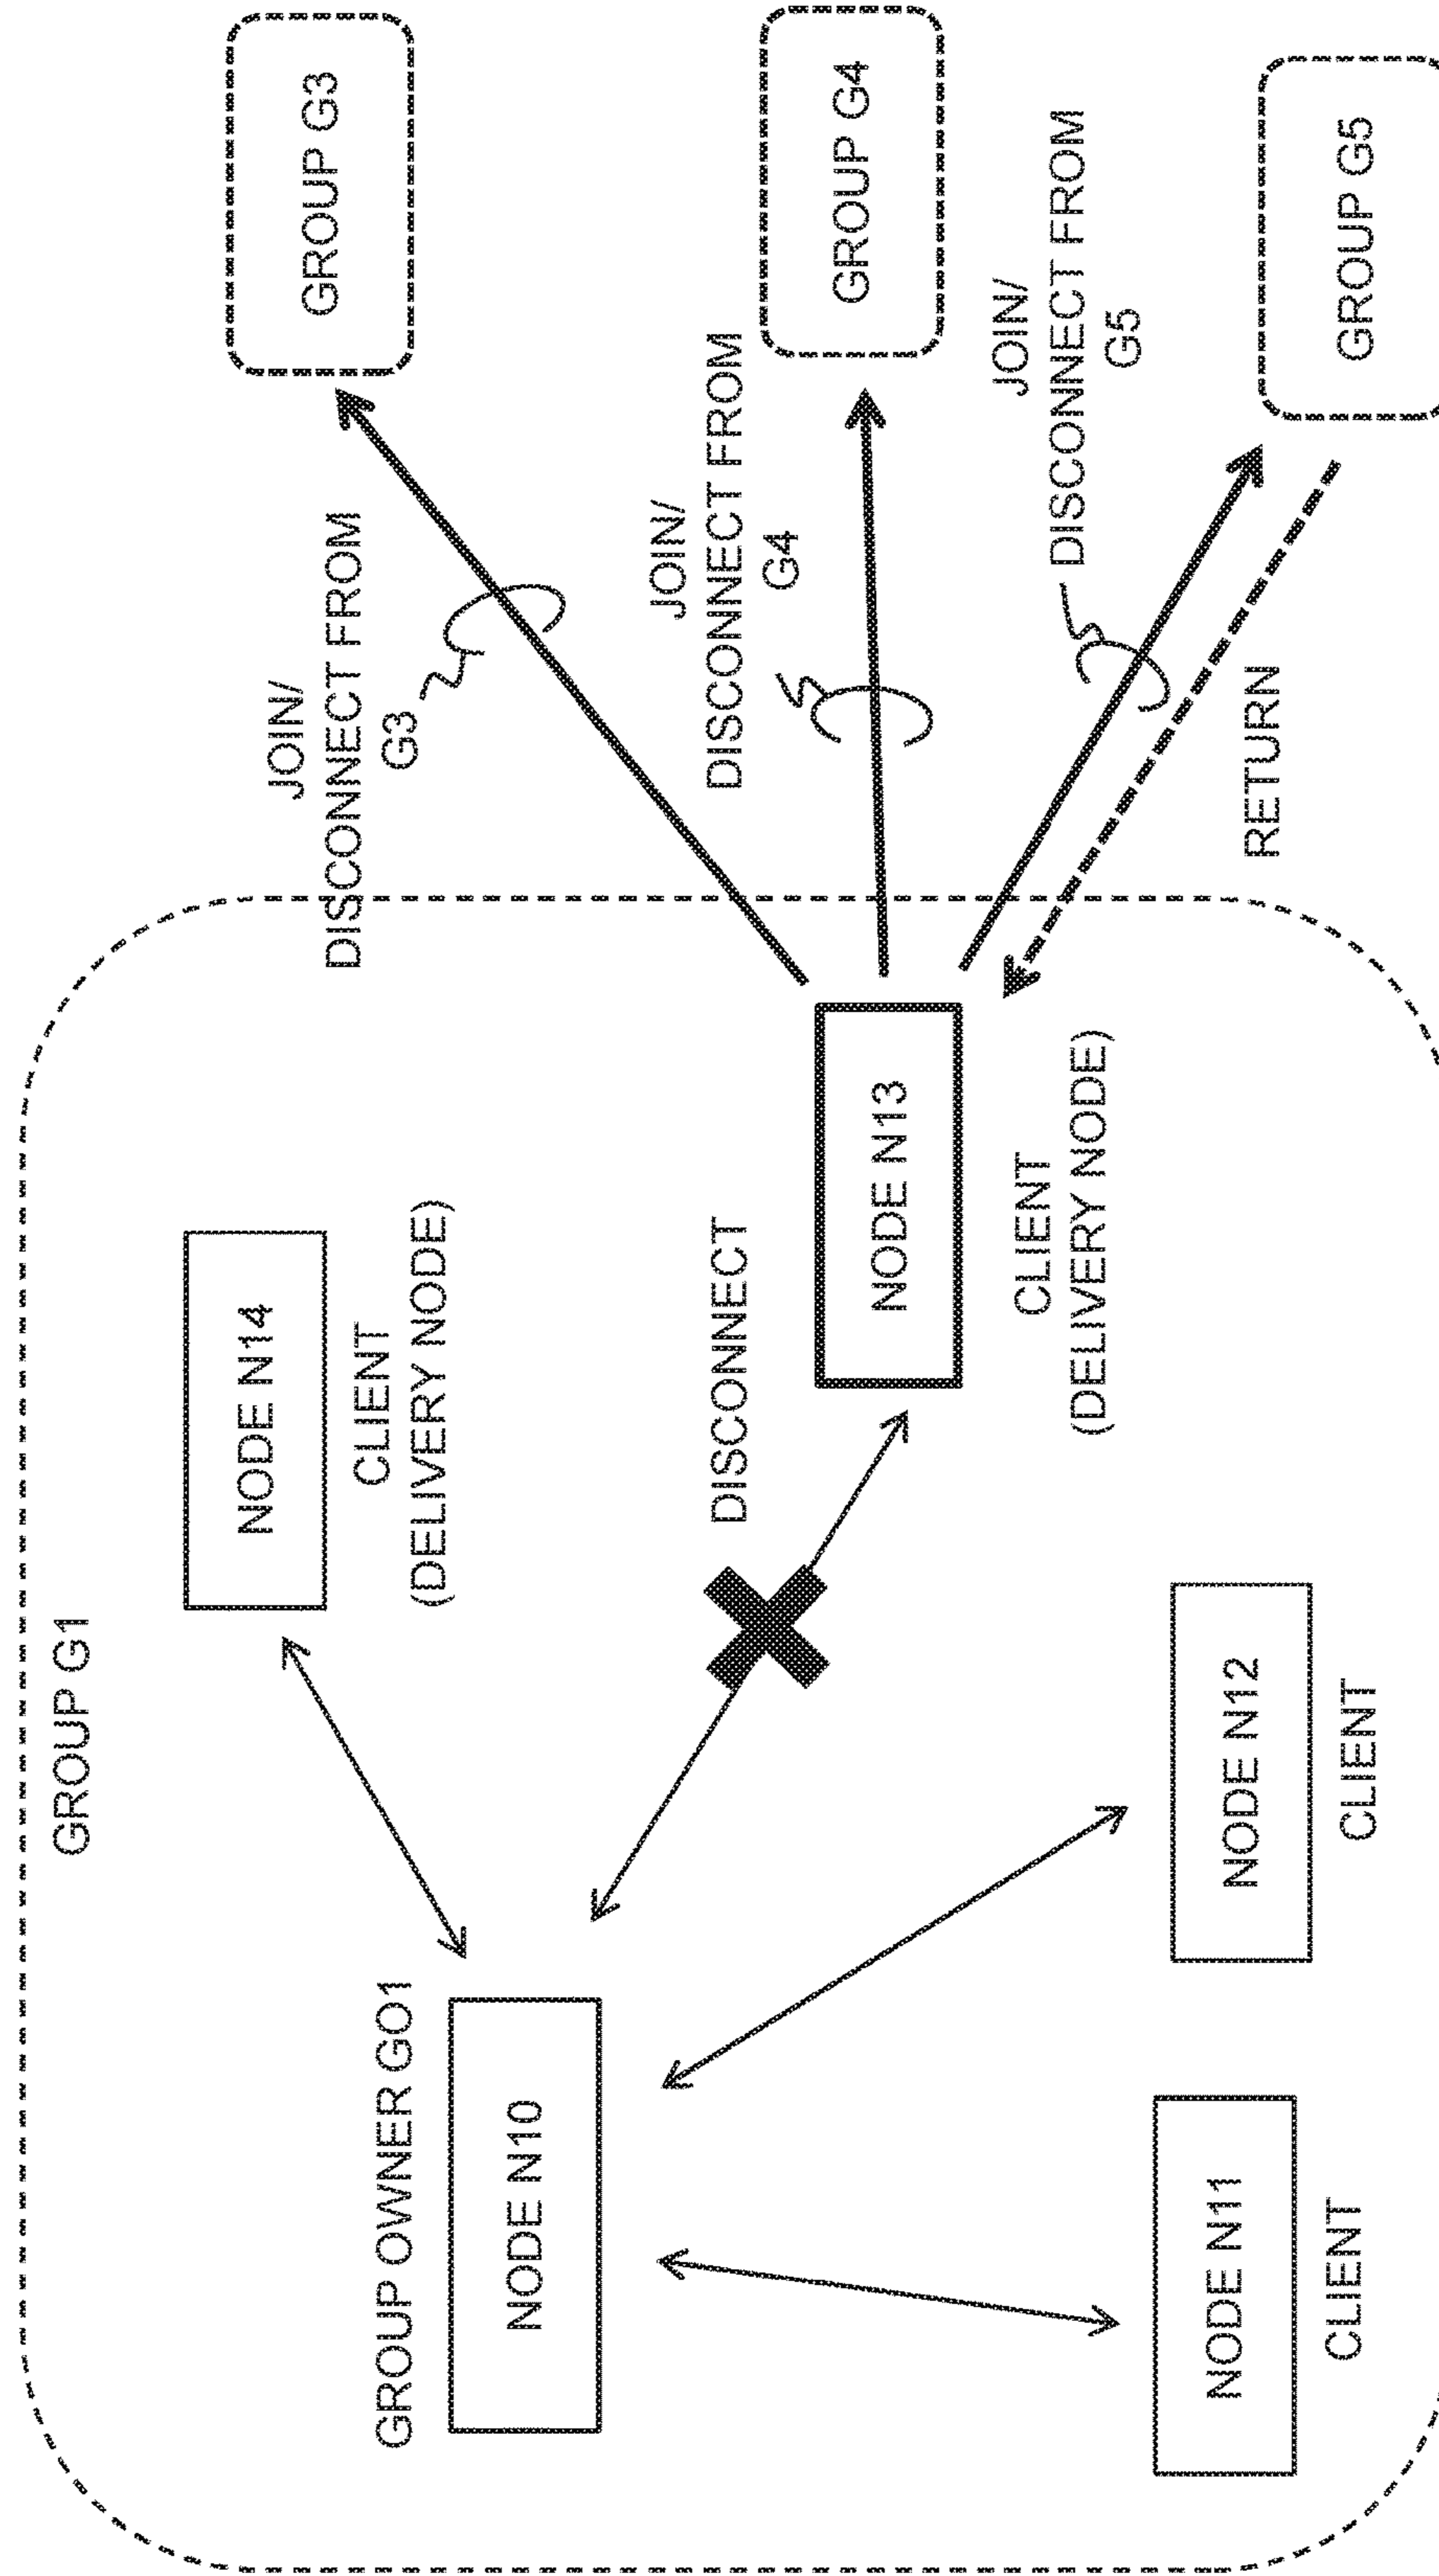 GROUP G1
GROUP OWNER GO1
NODE N10
NODE N14
CLIENT
(DELIVERY NODE)
DISCONNECT
NODE N13
CLIENT
(DELIVERY NODE)
NODE N11
CLIENT
NODE N12
CLIENT
JOIN/
DISCONNECT FROM
G3
GROUP G3
JOIN/
DISCONNECT FROM
G4
GROUP G4
JOIN/
DISCONNECT FROM
G5
RETURN
GROUP G5